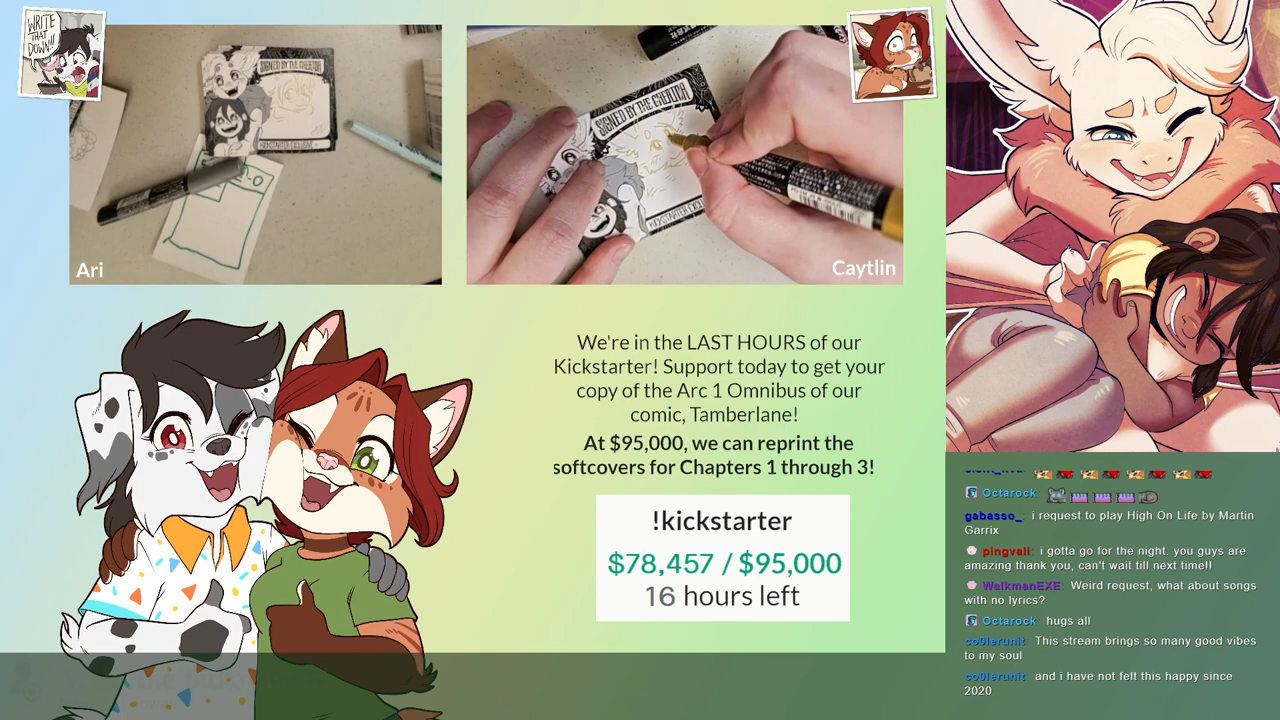 WRITE
THAT
DOWN!!
SIGNED BY THE CREATOR
KICKSTARTER EXCLUSIVE
Ari
SIGNED BY THE CREATOR
KICKSTARTER EXCLU
Caytlin
We're in the LAST HOURS of our
Kickstarter! Support today to get your
copy of the Arc 1 Omnibus of our
comic, Tamberlane!
At $95,000, we can reprint the
softcovers for Chapters 1 through 3!
!kickstarter
$78,457 / $95,000
16 hours left
Octarock
gabasso_: i request to play High On Life by Martin
Garrix
pingvali: i gotta go for the night. you guys are
amazing thank you, can't wait till next time!!
WalkmanEXE: Weird request, what about songs
with no lyrics?
Octarock: hugs all
co0lerunit: This stream brings so many good vibes
to my soul
co0lerunit: and i have not felt this happy since
2020